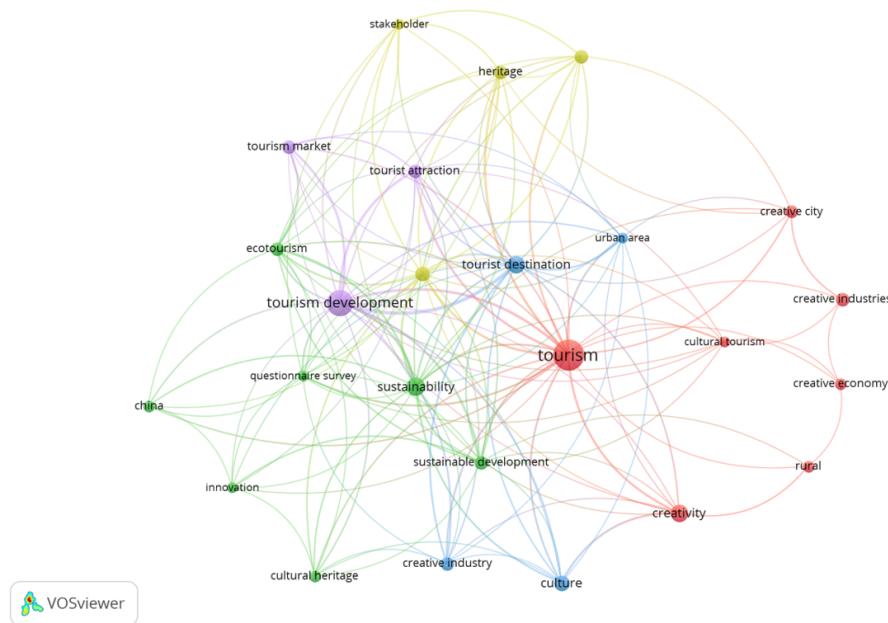 stakeholder
heritage
tourism market
tourist attraction
creative city
urban area
ecotourism
tourist destination
tourism development
creative industries
cultural tourism
tourism
questionnaire survey
sustainability
creative economy
china
sustainable development
rural
innovation
creativity
creative industry
cultural heritage
culture
VOSviewer